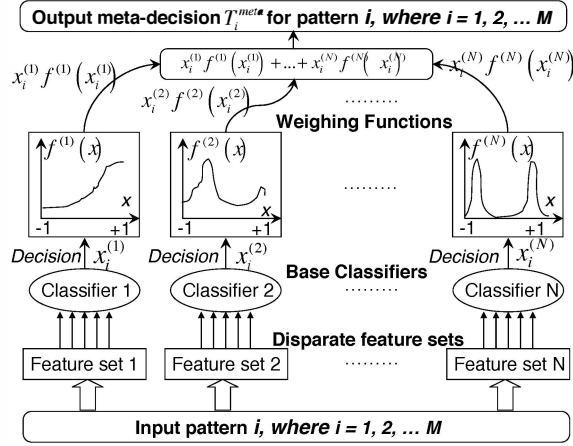 Output meta-decision T_i^{meta} for pattern i, where i = 1, 2, ... M
x_i^{(1)} f^{(1)} (x_i^{(1)}) + ... + x_i^{(N)} f^{(N)} (x_i^{(N)})
x_i^{(1)} f^{(1)} (x_i^{(1)})
x_i^{(2)} f^{(2)} (x_i^{(2)})
x_i^{(N)} f^{(N)} (x_i^{(N)})
.........
Weighing Functions
f^{(1)} (x)
f^{(2)} (x)
f^{(N)} (x)
.........
x x x
-1 +1 -1 +1 -1 +1
Decision x_i^{(1)} Decision x_i^{(2)} Decision x_i^{(N)}
Base Classifiers
Classifier 1 Classifier 2 ......... Classifier N
Disparate feature sets
Feature set 1 Feature set 2 ......... Feature set N
Input pattern i, where i = 1, 2, ... M